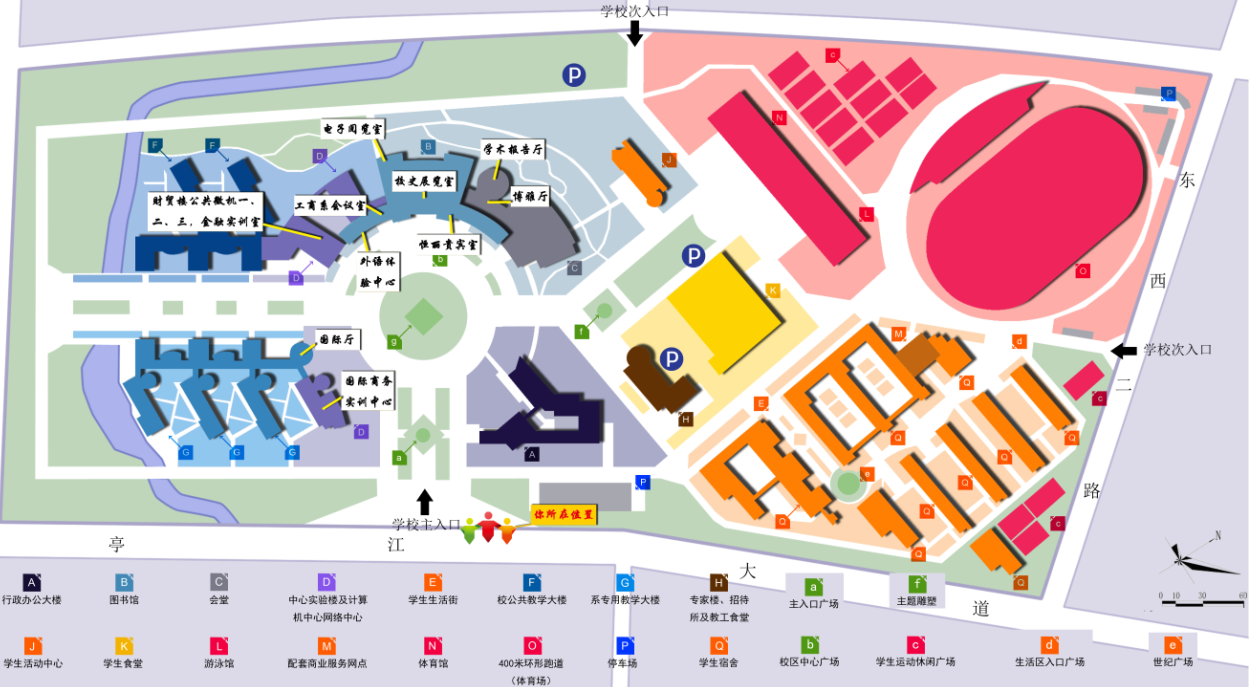 学校次入口
P
c
P
N
电子阅览室
F
F
D
B
学术报告厅
校史展览室
J
东
财贸楼公共微机一、
二、三，金融实训室
工商系会议室
博雅厅
L
恒丽贵宾室
P
外语体
验中心
b
C
D
K
O
西
g
f
国际厅
M
d
学校次入口
P
Q
二
国际商务
实训中心
c
E
H
D
Q
Q
a
G
G
G
A
Q
e
P
Q
路
Q
Q
c
学校主入口
你所在位置
亭
江
大
道
Q
Q
N
0 10 30 60
A
B
C
D
E
F
G
H
a
f
行政办公大楼
图书馆
会堂
中心实验楼及计算
机中心网络中心
学生生活街
校公共教学大楼
系专用教学大楼
专家楼、招待
所及教工食堂
主入口广场
主题雕塑
J
K
L
M
N
O
P
Q
b
c
d
e
学生活动中心
学生食堂
游泳馆
配套商业服务网点
体育馆
400米环形跑道
（体育场）
停车场
学生宿舍
校区中心广场
学生运动休闲广场
生活区入口广场
世纪广场